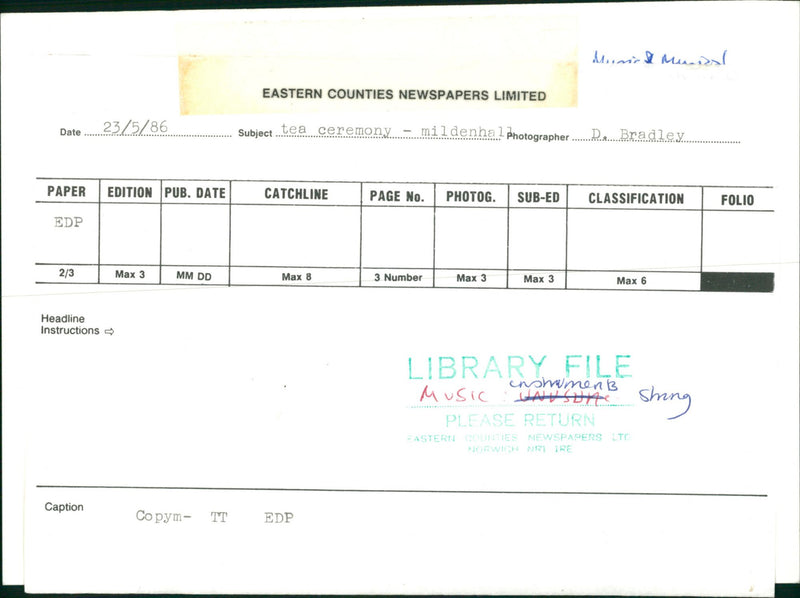 Music & Musical
EASTERN COUNTIES NEWSPAPERS LIMITED
Date 23/5/86 Subject tea ceremony - mildenhall Photographer D. Bradley
PAPER EDITION PUB. DATE CATCHLINE PAGE No. PHOTOG. SUB-ED CLASSIFICATION FOLIO
EDP
2/3 Max 3 MM DD Max 8 3 Number Max 3 Max 3 Max 6
Headline
Instructions ⇨
LIBRARY FILE
instruments
MUSIC : String
PLEASE RETURN
EASTERN COUNTIES NEWSPAPERS LTD
NORWICH NR1 1RE
Caption
Copym- TT EDP